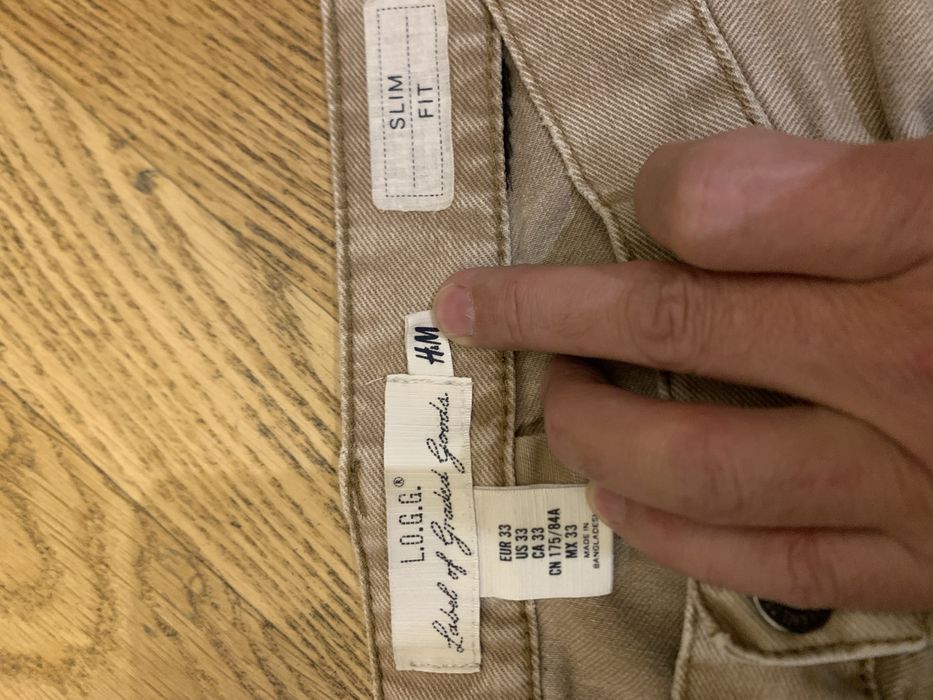 SLIM
FIT
H&M
L.O.G.G.®
Label of Graded Goods.
EUR 33
US 33
CA 33
CN 175/84A
MX 33
MADE IN
BANGLADESH